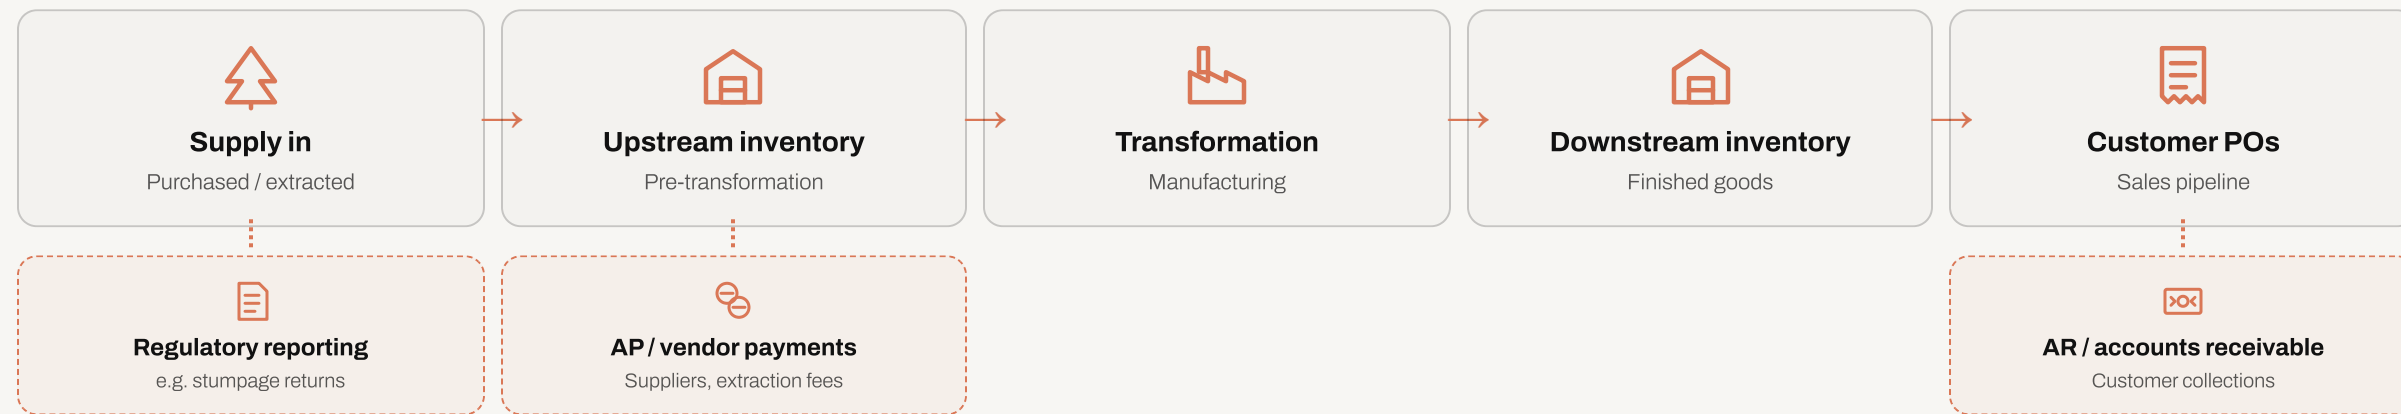 Supply in
Purchased / extracted
Upstream inventory
Pre-transformation
Transformation
Manufacturing
Downstream inventory
Finished goods
Customer POs
Sales pipeline
Regulatory reporting
e.g. stumpage returns
AP / vendor payments
Suppliers, extraction fees
AR / accounts receivable
Customer collections